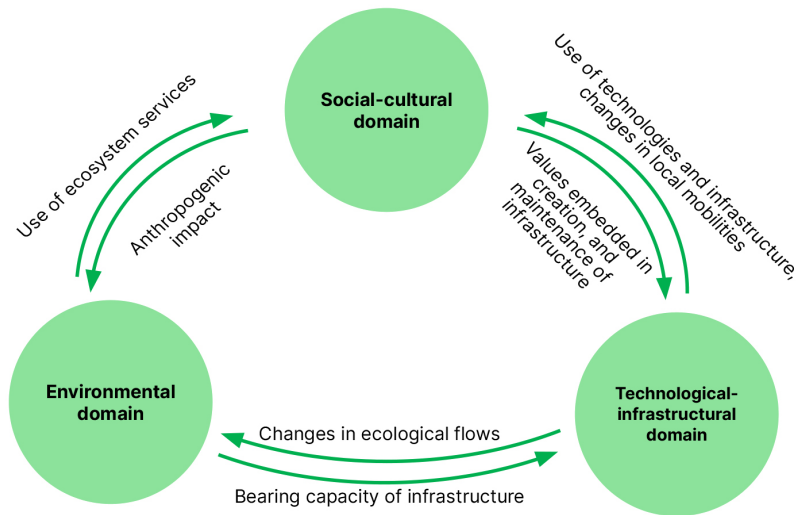 Social-cultural
domain
Use of ecosystem services
Anthropogenic
impact
Use of technologies and infrastructure,
changes in local mobilities
Values embedded in
creation, and
maintenance of
infrastructure
Environmental
domain
Technological-
infrastructural
domain
Changes in ecological flows
Bearing capacity of infrastructure